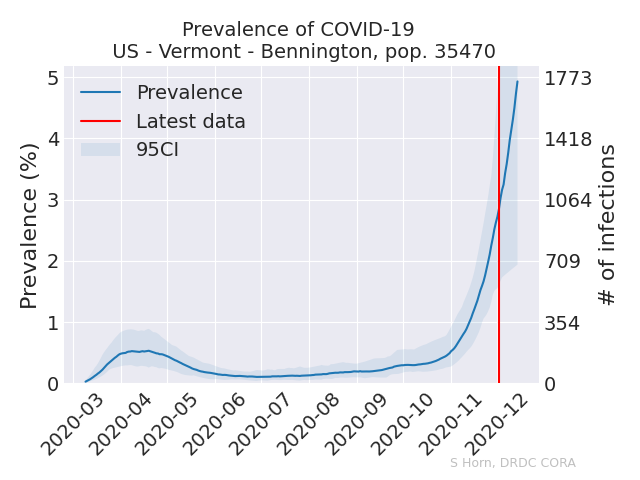 Prevalence of COVID-19
US - Vermont - Bennington, pop. 35470
Prevalence
Latest data
95CI
Prevalence (%)
5
4
3
2
1
0
1773
1418
1064
709
354
0
# of infections
2020-03
2020-04
2020-05
2020-06
2020-07
2020-08
2020-09
2020-10
2020-11
2020-12
S Horn, DRDC CORA